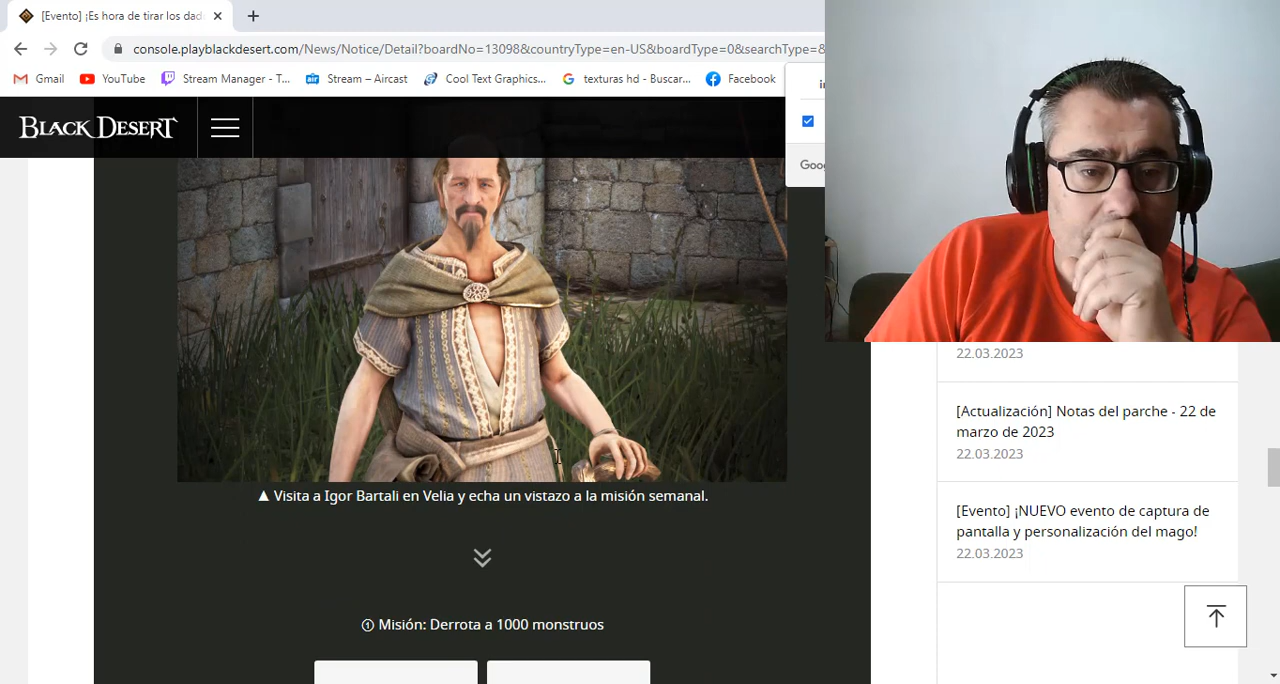 [Evento] ¡Es hora de tirar los dad
console.playblackdesert.com/News/Notice/Detail?boardNo=13098&countryType=en-US&boardType=0&searchType=&
Gmail
YouTube
Stream Manager - T...
Stream – Aircast
Cool Text Graphics...
texturas hd - Buscar...
Facebook
BLACK DESERT
Goo
22.03.2023
[Actualización] Notas del parche - 22 de
marzo de 2023
22.03.2023
[Evento] ¡NUEVO evento de captura de
pantalla y personalización del mago!
22.03.2023
▲ Visita a Igor Bartali en Velia y echa un vistazo a la misión semanal.
① Misión: Derrota a 1000 monstruos